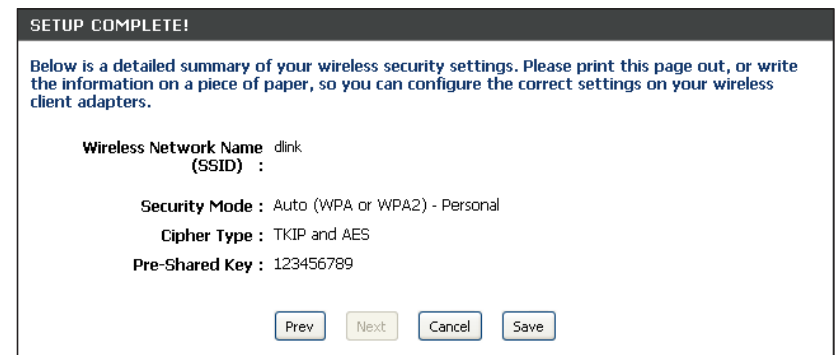 SETUP COMPLETE!
Below is a detailed summary of your wireless security settings. Please print this page out, or write
the information on a piece of paper, so you can configure the correct settings on your wireless
client adapters.
Wireless Network Name dlink
(SSID) :
Security Mode : Auto (WPA or WPA2) - Personal
Cipher Type : TKIP and AES
Pre-Shared Key : 123456789
Prev Next Cancel Save